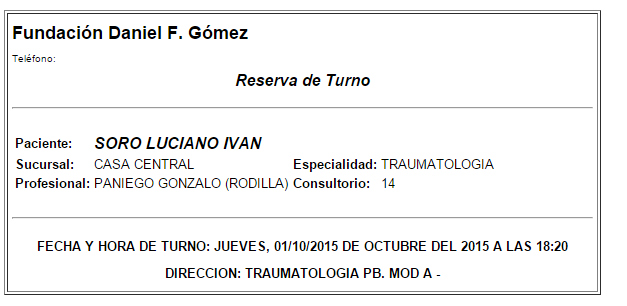 Fundación Daniel F. Gómez
Teléfono:
Reserva de Turno
Paciente: SORO LUCIANO IVAN
Sucursal: CASA CENTRAL Especialidad: TRAUMATOLOGIA
Profesional: PANIEGO GONZALO (RODILLA) Consultorio: 14
FECHA Y HORA DE TURNO: JUEVES, 01/10/2015 DE OCTUBRE DEL 2015 A LAS 18:20
DIRECCION: TRAUMATOLOGIA PB. MOD A -